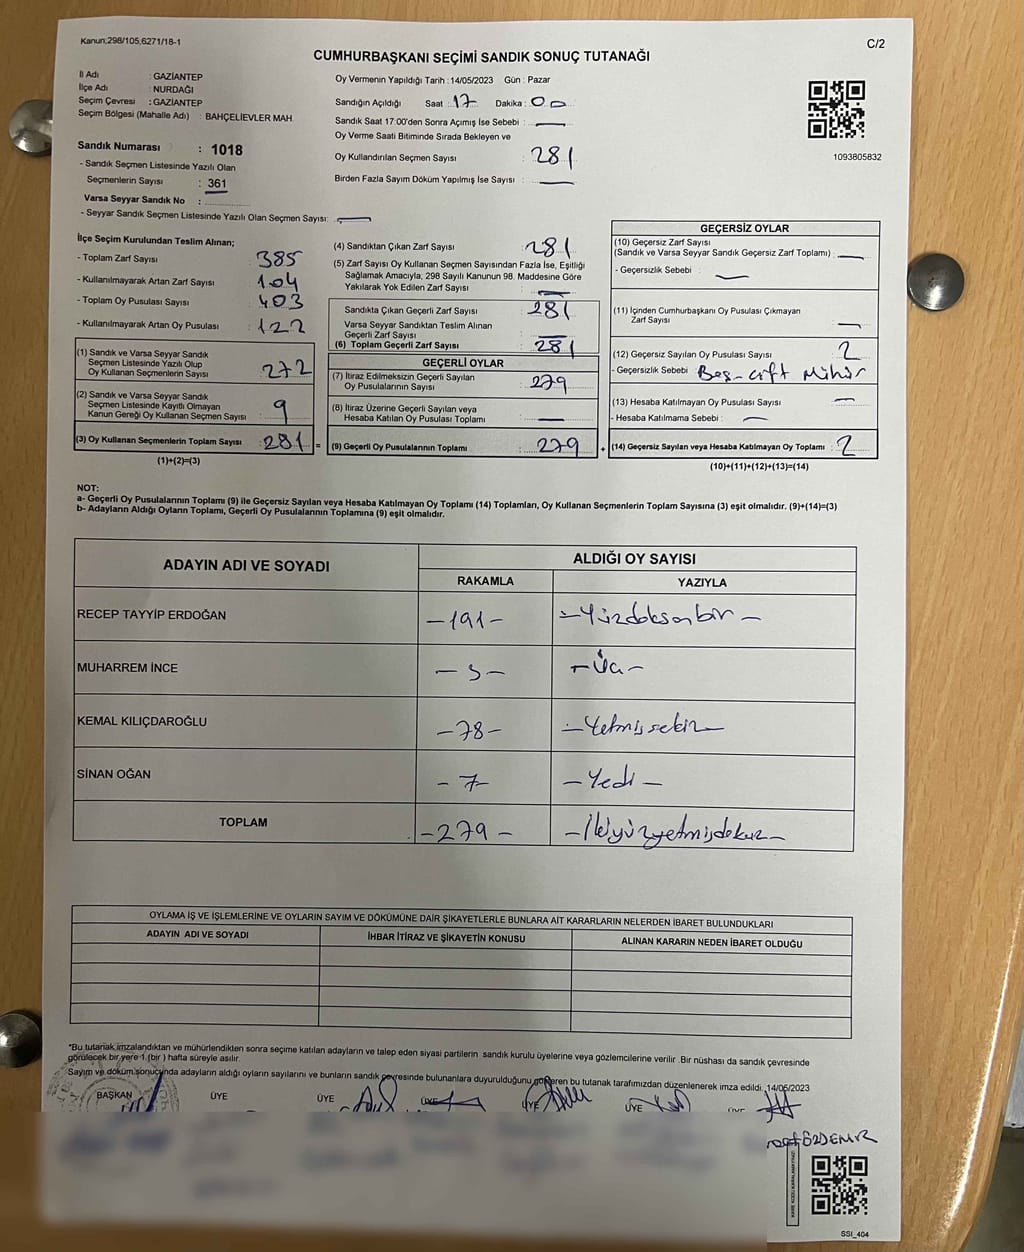 Kanun;298/105,6271/18-1
C/2
CUMHURBAŞKANI SEÇİMİ SANDIK SONUÇ TUTANAĞI
İl Adı : GAZİANTEP
İlçe Adı : NURDAĞI
Seçim Çevresi : GAZİANTEP
Seçim Bölgesi (Mahalle Adı) : BAHÇELİEVLER MAH.
Sandık Numarası : 1018
- Sandık Seçmen Listesinde Yazılı Olan
Seçmenlerin Sayısı : 361
Varsa Seyyar Sandık No :
- Seyyar Sandık Seçmen Listesinde Yazılı Olan Seçmen Sayısı: —
Oy Vermenin Yapıldığı Tarih : 14/05/2023 Gün : Pazar
Sandığın Açıldığı Saat : 17 Dakika : 00
Sandık Saat 17:00'den Sonra Açımış İse Sebebi : —
Oy Verme Saati Bitiminde Sırada Bekleyen ve
Oy Kullandırılan Seçmen Sayısı : 281
Birden Fazla Sayım Döküm Yapılmış İse Sayısı : —
1093805832
İlçe Seçim Kurulundan Teslim Alınan;
- Toplam Zarf Sayısı : 385
- Kullanılmayarak Artan Zarf Sayısı : 104
- Toplam Oy Pusulası Sayısı : 403
- Kullanılmayarak Artan Oy Pusulası : 122
(1) Sandık ve Varsa Seyyar Sandık
Seçmen Listesinde Yazılı Olup
Oy Kullanan Seçmenlerin Sayısı : 272
(2) Sandık ve Varsa Seyyar Sandık
Seçmen Listesinde Kayıtlı Olmayan
Kanun Gereği Oy Kullanan Seçmen Sayısı : 9
(3) Oy Kullanan Seçmenlerin Toplam Sayısı : 281 =
(1)+(2)=(3)
(4) Sandıktan Çıkan Zarf Sayısı : 281
(5) Zarf Sayısı Oy Kullanan Seçmen Sayısından Fazla İse, Eşitliği
Sağlamak Amacıyla, 298 Sayılı Kanunun 98. Maddesine Göre
Yakılarak Yok Edilen Zarf Sayısı : —
Sandıkta Çıkan Geçerli Zarf Sayısı : 281
Varsa Seyyar Sandıktan Teslim Alınan
Geçerli Zarf Sayısı : —
(6) Toplam Geçerli Zarf Sayısı : 281
GEÇERLİ OYLAR
(7) İtiraz Edilmeksizin Geçerli Sayılan
Oy Pusulalarının Sayısı : 279
(8) İtiraz Üzerine Geçerli Sayılan veya
Hesaba Katılan Oy Pusulası Toplamı : —
(9) Geçerli Oy Pusulalarının Toplamı : 279 +
GEÇERSİZ OYLAR
(10) Geçersiz Zarf Sayısı
(Sandık ve Varsa Seyyar Sandık Geçersiz Zarf Toplamı) : —
- Geçersizlik Sebebi : —
(11) İçinden Cumhurbaşkanı Oy Pusulası Çıkmayan
Zarf Sayısı : —
(12) Geçersiz Sayılan Oy Pusulası Sayısı : 2
- Geçersizlik Sebebi : Boş - çift Mühür
(13) Hesaba Katılmayan Oy Pusulası Sayısı : —
- Hesaba Katılmama Sebebi : —
(14) Geçersiz Sayılan veya Hesaba Katılmayan Oy Toplamı : 2
(10)+(11)+(12)+(13)=(14)
NOT:
a- Geçerli Oy Pusulalarının Toplamı (9) ile Geçersiz Sayılan veya Hesaba Katılmayan Oy Toplamı (14) Toplamları, Oy Kullanan Seçmenlerin Toplam Sayısına (3) eşit olmalıdır. (9)+(14)=(3)
b- Adayların Aldığı Oyların Toplamı, Geçerli Oy Pusulalarının Toplamına (9) eşit olmalıdır.
ADAYIN ADI VE SOYADI
ALDIĞI OY SAYISI
RAKAMLA YAZIYLA
RECEP TAYYİP ERDOĞAN -191- -Yüzdoksanbir-
MUHARREM İNCE -3- -Üç-
KEMAL KILIÇDAROĞLU -78- -Yetmişsekiz-
SİNAN OĞAN -7- -Yedi-
TOPLAM -279- -İkiyüzyetmişdokuz-
OYLAMA İŞ VE İŞLEMLERİNE VE OYLARIN SAYIM VE DÖKÜMÜNE DAİR ŞİKAYETLERLE BUNLARA AİT KARARLARIN NELERDEN İBARET BULUNDUKLARI
ADAYIN ADI VE SOYADI İHBAR İTİRAZ VE ŞİKAYETİN KONUSU ALINAN KARARIN NEDEN İBARET OLDUĞU
*Bu tutanak imzalandıktan ve mühürlendikten sonra seçime katılan adayların ve talep eden siyasi partilerin sandık kurulu üyelerine veya gözlemcilerine verilir .Bir nüshası da sandık çevresinde
görülecek bir yere 1 (bir ) hafta süreyle asılır.
Sayım ve döküm sonucunda adayların aldığı oyların sayılarını ve bunların sandık çevresinde bulunanlara duyurulduğunu gösteren bu tutanak tarafımızdan düzenlenerek imza edildi. 14/05/2023
BAŞKAN ÜYE ÜYE ÜYE ÜYE ÜYE ÜYE
ÖZDEMİR
KARE KODU KARALAMAYINIZ
SSİ_404